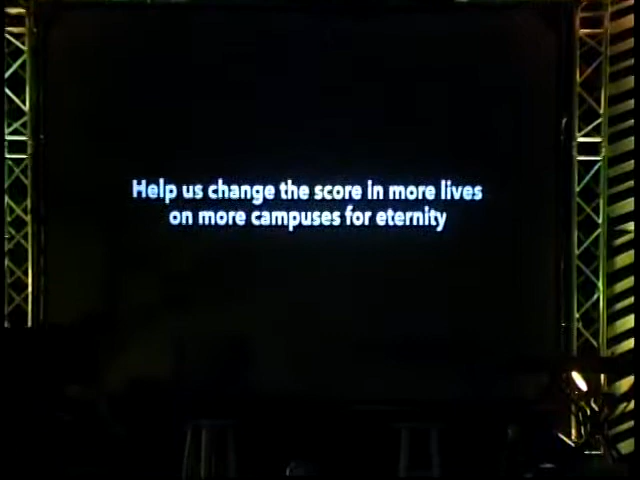 Help us change the score in more lives
on more campuses for eternity